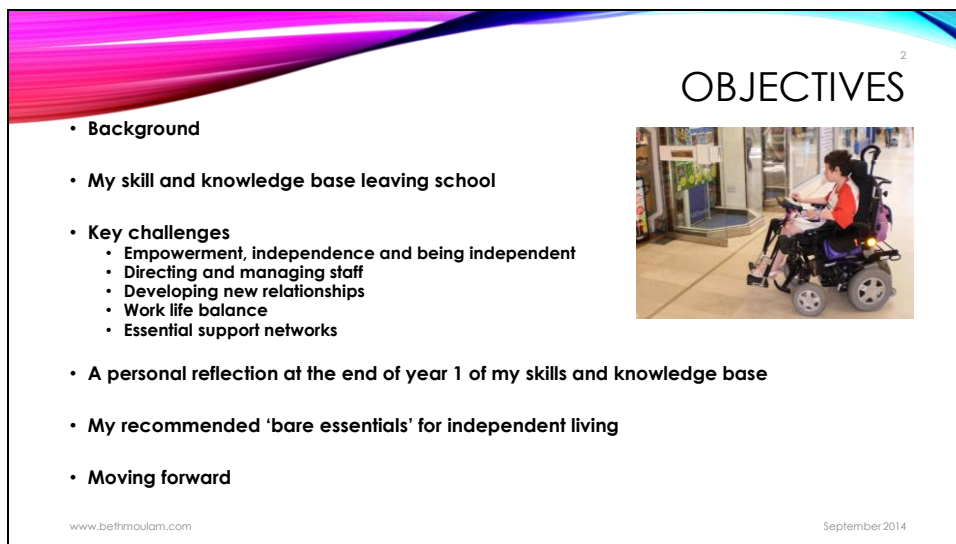 2
OBJECTIVES
• Background
• My skill and knowledge base leaving school
• Key challenges
• Empowerment, independence and being independent
• Directing and managing staff
• Developing new relationships
• Work life balance
• Essential support networks
• A personal reflection at the end of year 1 of my skills and knowledge base
• My recommended ‘bare essentials’ for independent living
• Moving forward
www.bethmoulam.com
September 2014